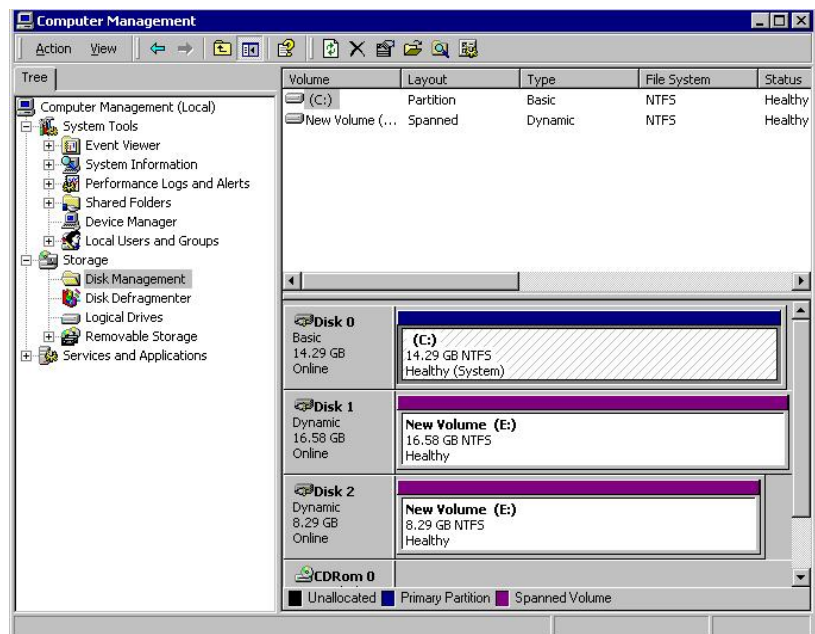 Computer Management
Action View
Tree
Computer Management (Local)
System Tools
Event Viewer
System Information
Performance Logs and Alerts
Shared Folders
Device Manager
Local Users and Groups
Storage
Disk Management
Disk Defragmenter
Logical Drives
Removable Storage
Services and Applications
Volume Layout Type File System Status
(C:) Partition Basic NTFS Healthy
New Volume (... Spanned Dynamic NTFS Healthy
Disk 0
Basic
14.29 GB
Online
(C:)
14.29 GB NTFS
Healthy (System)
Disk 1
Dynamic
16.58 GB
Online
New Volume (E:)
16.58 GB NTFS
Healthy
Disk 2
Dynamic
8.29 GB
Online
New Volume (E:)
8.29 GB NTFS
Healthy
CDRom 0
Unallocated Primary Partition Spanned Volume